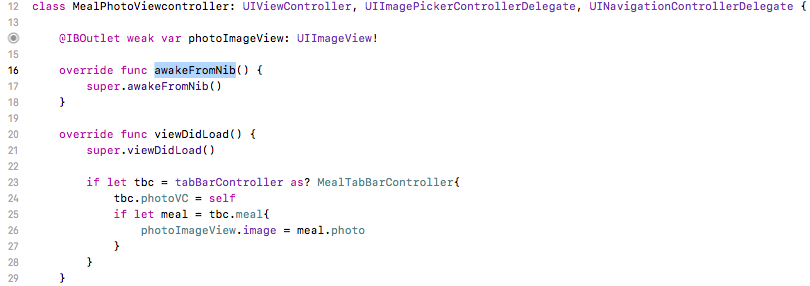 12 class MealPhotoViewcontroller: UIViewController, UIImagePickerControllerDelegate, UINavigationControllerDelegate {
13
@IBOutlet weak var photoImageView: UIImageView!
15
16 override func awakeFromNib() {
17 super.awakeFromNib()
18 }
19
20 override func viewDidLoad() {
21 super.viewDidLoad()
22
23 if let tbc = tabBarController as? MealTabBarController{
24 tbc.photoVC = self
25 if let meal = tbc.meal{
26 photoImageView.image = meal.photo
27 }
28 }
29 }